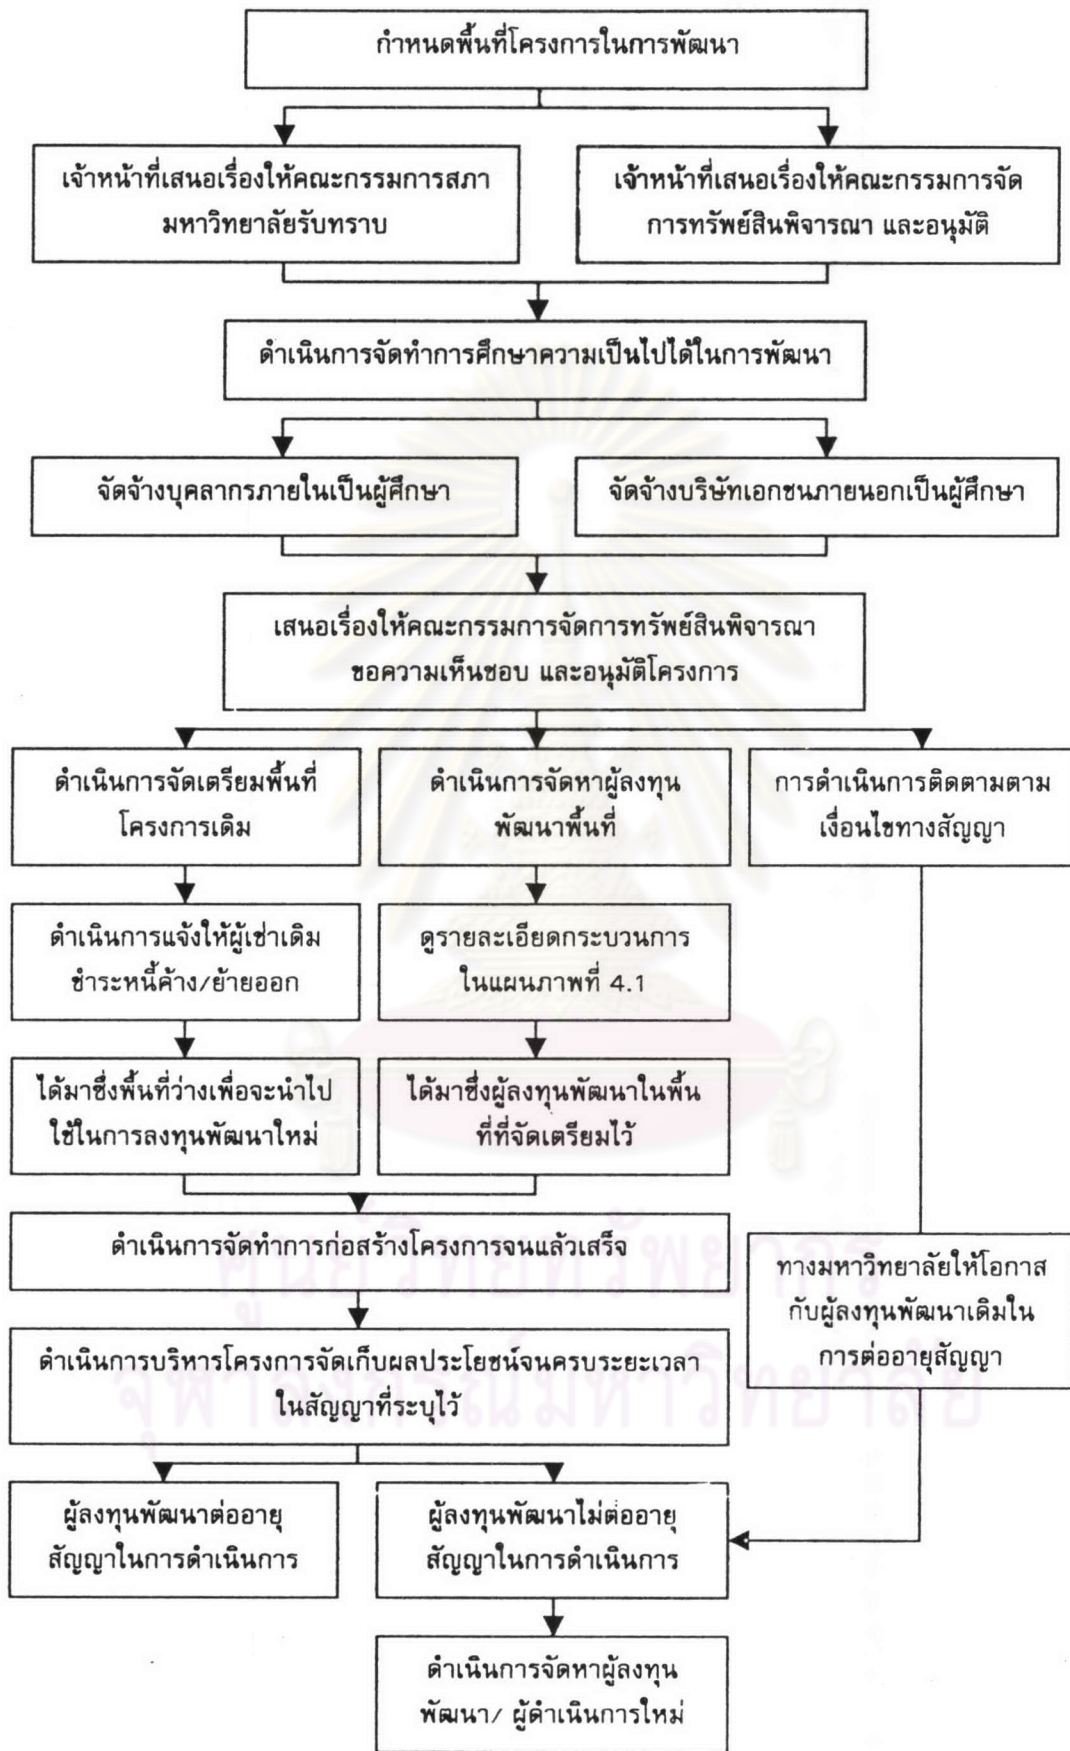 กำหนดพื้นที่โครงการในการพัฒนา
เจ้าหน้าที่เสนอเรื่องให้คณะกรรมการสภา
มหาวิทยาลัยรับทราบ
เจ้าหน้าที่เสนอเรื่องให้คณะกรรมการจัด
การทรัพย์สินพิจารณา และอนุมัติ
ดำเนินการจัดทำการศึกษาความเป็นไปได้ในการพัฒนา
จัดจ้างบุคลากรภายในเป็นผู้ศึกษา
จัดจ้างบริษัทเอกชนภายนอกเป็นผู้ศึกษา
เสนอเรื่องให้คณะกรรมการจัดการทรัพย์สินพิจารณา
ขอความเห็นชอบ และอนุมัติโครงการ
ดำเนินการจัดเตรียมพื้นที่
โครงการเดิม
ดำเนินการจัดหาผู้ลงทุน
พัฒนาพื้นที่
การดำเนินการติดตามตาม
เงื่อนไขทางสัญญา
ดำเนินการแจ้งให้ผู้เช่าเดิม
ชำระหนี้ค้าง/ย้ายออก
ดูรายละเอียดกระบวนการ
ในแผนภาพที่ 4.1
ได้มาซึ่งพื้นที่ว่างเพื่อจะนำไป
ใช้ในการลงทุนพัฒนาใหม่
ได้มาซึ่งผู้ลงทุนพัฒนาในพื้น
ที่ที่จัดเตรียมไว้
ดำเนินการจัดทำการก่อสร้างโครงการจนแล้วเสร็จ
ศูนย์วิทยทรัพยากร
ทางมหาวิทยาลัยให้โอกาส
กับผู้ลงทุนพัฒนาเดิมใน
การต่ออายุสัญญา
ดำเนินการบริหารโครงการจัดเก็บผลประโยชน์จนครบระยะเวลา
ในสัญญาที่ระบุไว้
จุฬาลงกรณ์มหาวิทยาลัย
ผู้ลงทุนพัฒนาต่ออายุ
สัญญาในการดำเนินการ
ผู้ลงทุนพัฒนาไม่ต่ออายุ
สัญญาในการดำเนินการ
ดำเนินการจัดหาผู้ลงทุน
พัฒนา/ ผู้ดำเนินการใหม่